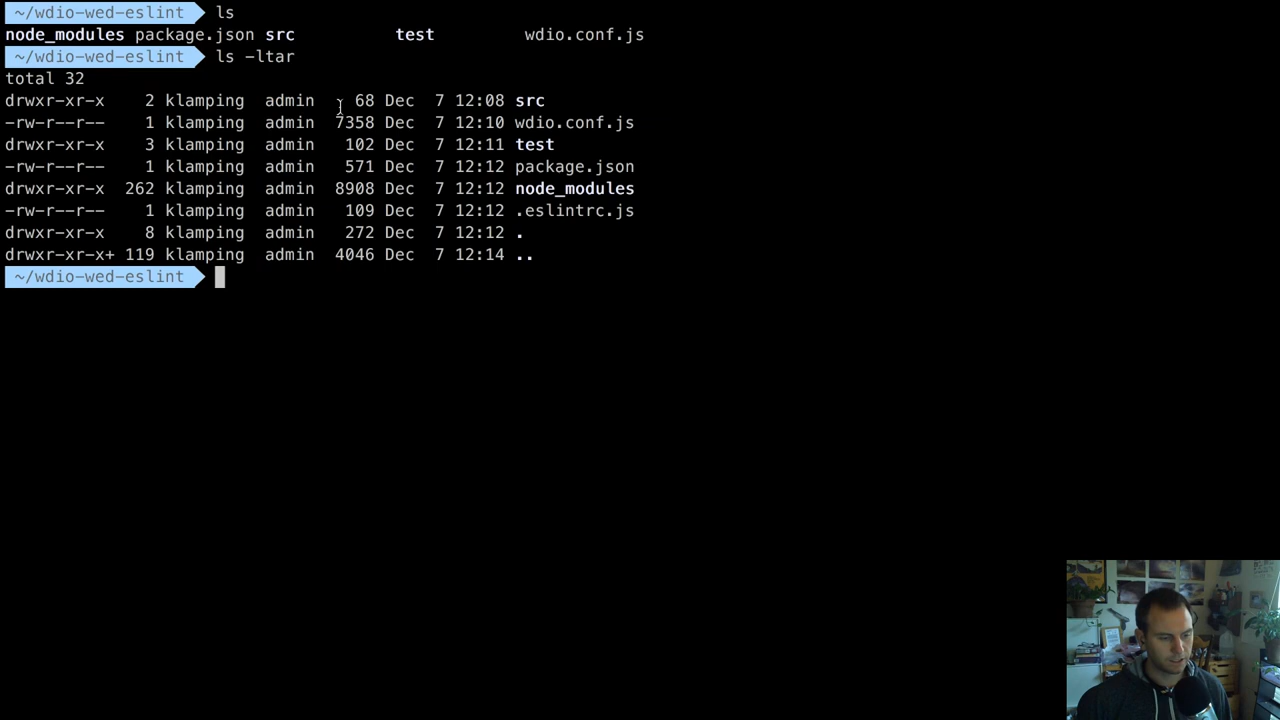 ~/wdio-wed-eslint ls
node_modules package.json src test wdio.conf.js
~/wdio-wed-eslint ls -ltar
total 32
drwxr-xr-x 2 klamping admin 68 Dec 7 12:08 src
-rw-r--r-- 1 klamping admin 7358 Dec 7 12:10 wdio.conf.js
drwxr-xr-x 3 klamping admin 102 Dec 7 12:11 test
-rw-r--r-- 1 klamping admin 571 Dec 7 12:12 package.json
drwxr-xr-x 262 klamping admin 8908 Dec 7 12:12 node_modules
-rw-r--r-- 1 klamping admin 109 Dec 7 12:12 .eslintrc.js
drwxr-xr-x 8 klamping admin 272 Dec 7 12:12 .
drwxr-xr-x+ 119 klamping admin 4046 Dec 7 12:14 ..
~/wdio-wed-eslint